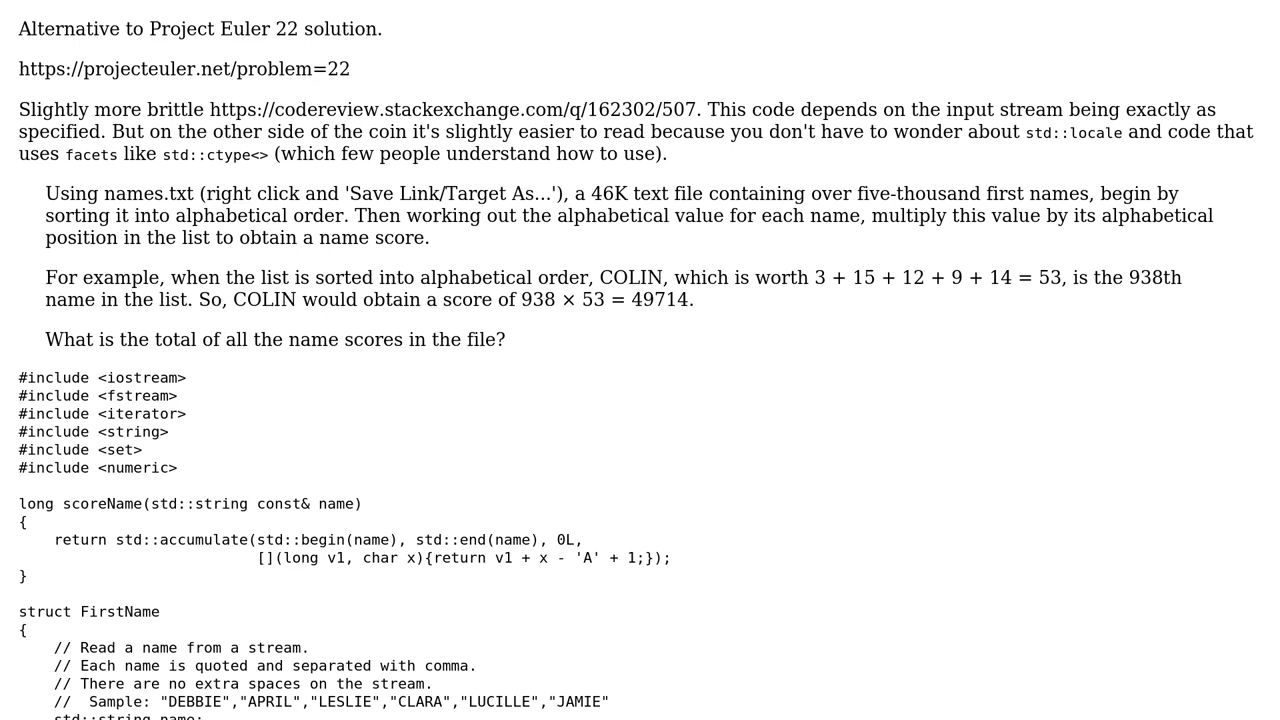 Alternative to Project Euler 22 solution.
https://projecteuler.net/problem=22
Slightly more brittle https://codereview.stackexchange.com/q/162302/507. This code depends on the input stream being exactly as
specified. But on the other side of the coin it's slightly easier to read because you don't have to wonder about std::locale and code that
uses facets like std::ctype<> (which few people understand how to use).
Using names.txt (right click and 'Save Link/Target As...'), a 46K text file containing over five-thousand first names, begin by
sorting it into alphabetical order. Then working out the alphabetical value for each name, multiply this value by its alphabetical
position in the list to obtain a name score.
For example, when the list is sorted into alphabetical order, COLIN, which is worth 3 + 15 + 12 + 9 + 14 = 53, is the 938th
name in the list. So, COLIN would obtain a score of 938 × 53 = 49714.
What is the total of all the name scores in the file?
#include <iostream>
#include <fstream>
#include <iterator>
#include <string>
#include <set>
#include <numeric>
long scoreName(std::string const& name)
{
    return std::accumulate(std::begin(name), std::end(name), 0L,
                           [](long v1, char x){return v1 + x - 'A' + 1;});
}
struct FirstName
{
    // Read a name from a stream.
    // Each name is quoted and separated with comma.
    // There are no extra spaces on the stream.
    //  Sample: "DEBBIE","APRIL","LESLIE","CLARA","LUCILLE","JAMIE"
    std::string name;